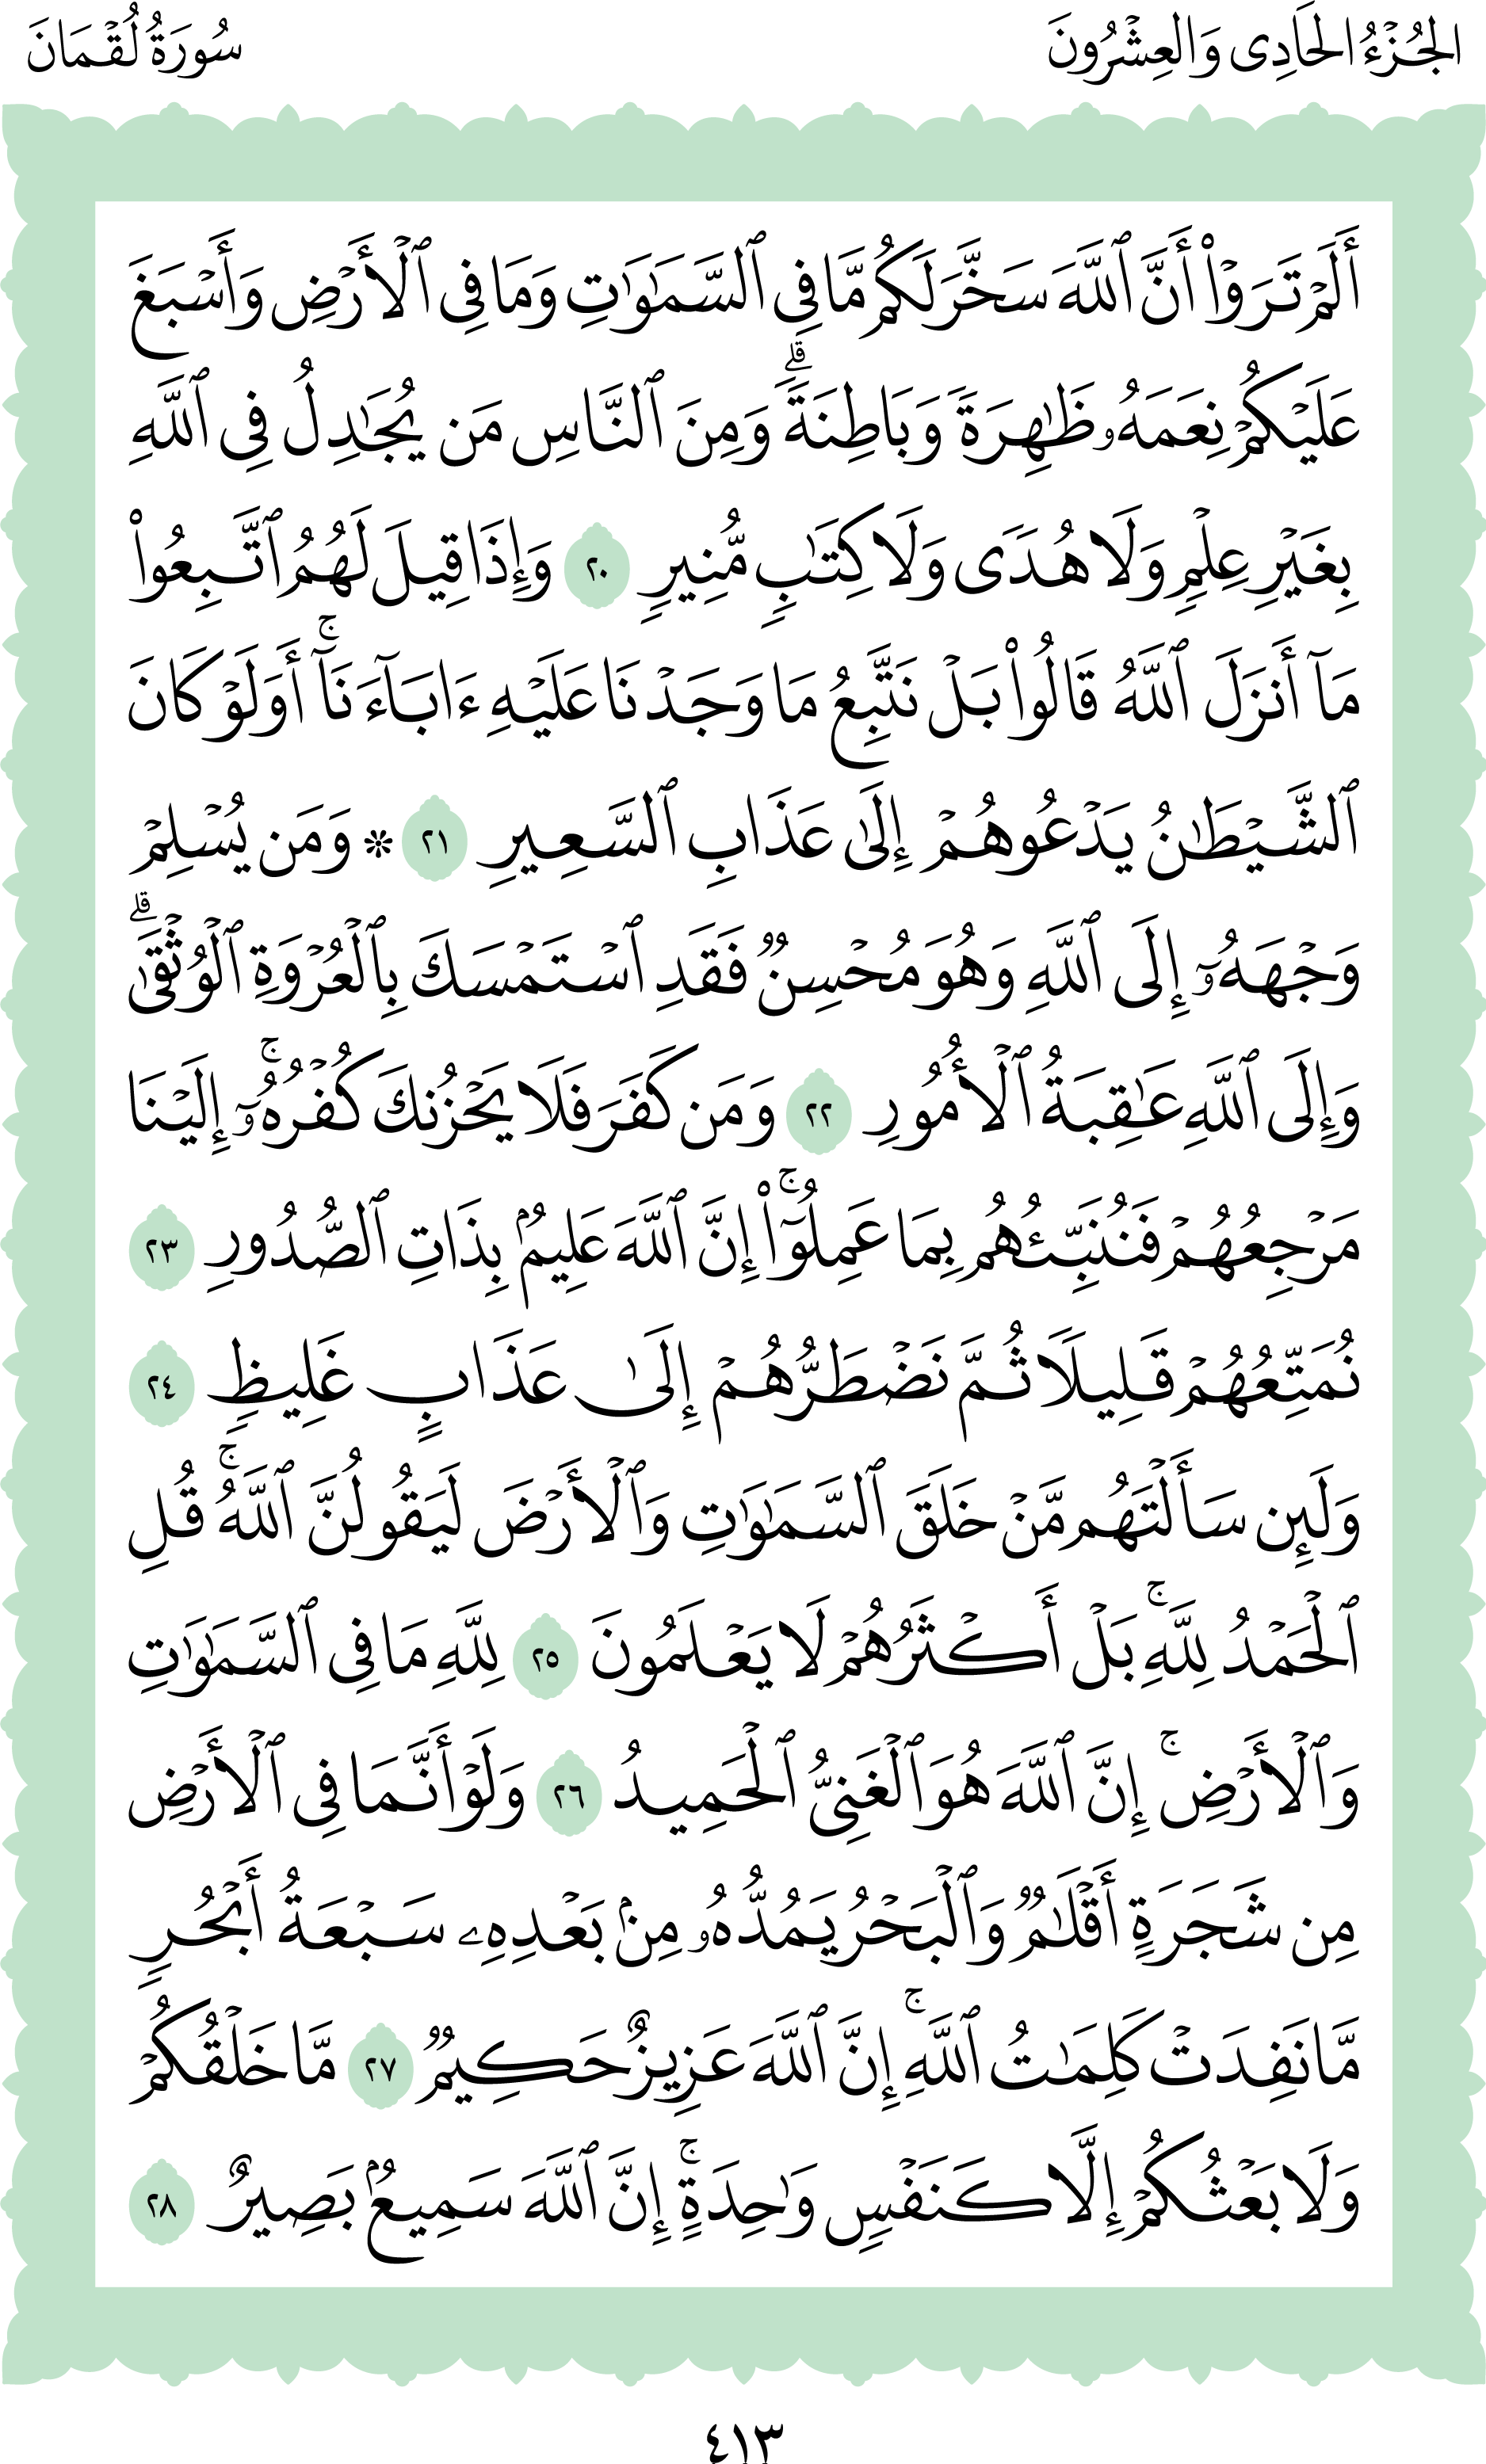 الجُزْءُ الحَادِى وَالعِشْرُونَ
سُورَةُ لُقْمَانَ
أَلَمْ تَرَوْا۟ أَنَّ ٱللَّهَ سَخَّرَ لَكُم مَّا فِى ٱلسَّمَـٰوَٰتِ وَمَا فِى ٱلْأَرْضِ وَأَسْبَغَ
عَلَيْكُمْ نِعَمَهُۥ ظَـٰهِرَةً وَبَاطِنَةً ۗ وَمِنَ ٱلنَّاسِ مَن يُجَـٰدِلُ فِى ٱللَّهِ
بِغَيْرِ عِلْمٍ وَلَا هُدًى وَلَا كِتَـٰبٍ مُّنِيرٍ ٢٠ وَإِذَا قِيلَ لَهُمُ ٱتَّبِعُوا۟
مَآ أَنزَلَ ٱللَّهُ قَالُوا۟ بَلْ نَتَّبِعُ مَا وَجَدْنَا عَلَيْهِ ءَابَآءَنَآ ۚ أَوَلَوْ كَانَ
ٱلشَّيْطَـٰنُ يَدْعُوهُمْ إِلَىٰ عَذَابِ ٱلسَّعِيرِ ٢١ ۞ وَمَن يُسْلِمْ
وَجْهَهُۥٓ إِلَى ٱللَّهِ وَهُوَ مُحْسِنٌ فَقَدِ ٱسْتَمْسَكَ بِٱلْعُرْوَةِ ٱلْوُثْقَىٰ ۗ
وَإِلَى ٱللَّهِ عَـٰقِبَةُ ٱلْأُمُورِ ٢٢ وَمَن كَفَرَ فَلَا يَحْزُنكَ كُفْرُهُۥٓ ۚ إِلَيْنَا
مَرْجِعُهُمْ فَنُنَبِّئُهُم بِمَا عَمِلُوٓا۟ ۚ إِنَّ ٱللَّهَ عَلِيمٌۢ بِذَاتِ ٱلصُّدُورِ ٢٣
نُمَتِّعُهُمْ قَلِيلًا ثُمَّ نَضْطَرُّهُمْ إِلَىٰ عَذَابٍ غَلِيظٍ ٢٤
وَلَئِن سَأَلْتَهُم مَّنْ خَلَقَ ٱلسَّمَـٰوَٰتِ وَٱلْأَرْضَ لَيَقُولُنَّ ٱللَّهُ ۚ قُلِ
ٱلْحَمْدُ لِلَّهِ ۚ بَلْ أَكْثَرُهُمْ لَا يَعْلَمُونَ ٢٥ لِلَّهِ مَا فِى ٱلسَّمَـٰوَٰتِ
وَٱلْأَرْضِ ۚ إِنَّ ٱللَّهَ هُوَ ٱلْغَنِىُّ ٱلْحَمِيدُ ٢٦ وَلَوْ أَنَّمَا فِى ٱلْأَرْضِ
مِن شَجَرَةٍ أَقْلَـٰمٌ وَٱلْبَحْرُ يَمُدُّهُۥ مِنۢ بَعْدِهِۦ سَبْعَةُ أَبْحُرٍ
مَّا نَفِدَتْ كَلِمَـٰتُ ٱللَّهِ ۗ إِنَّ ٱللَّهَ عَزِيزٌ حَكِيمٌ ٢٧ مَّا خَلْقُكُمْ
وَلَا بَعْثُكُمْ إِلَّا كَنَفْسٍ وَٰحِدَةٍ ۗ إِنَّ ٱللَّهَ سَمِيعٌۢ بَصِيرٌ ٢٨
٤١٣